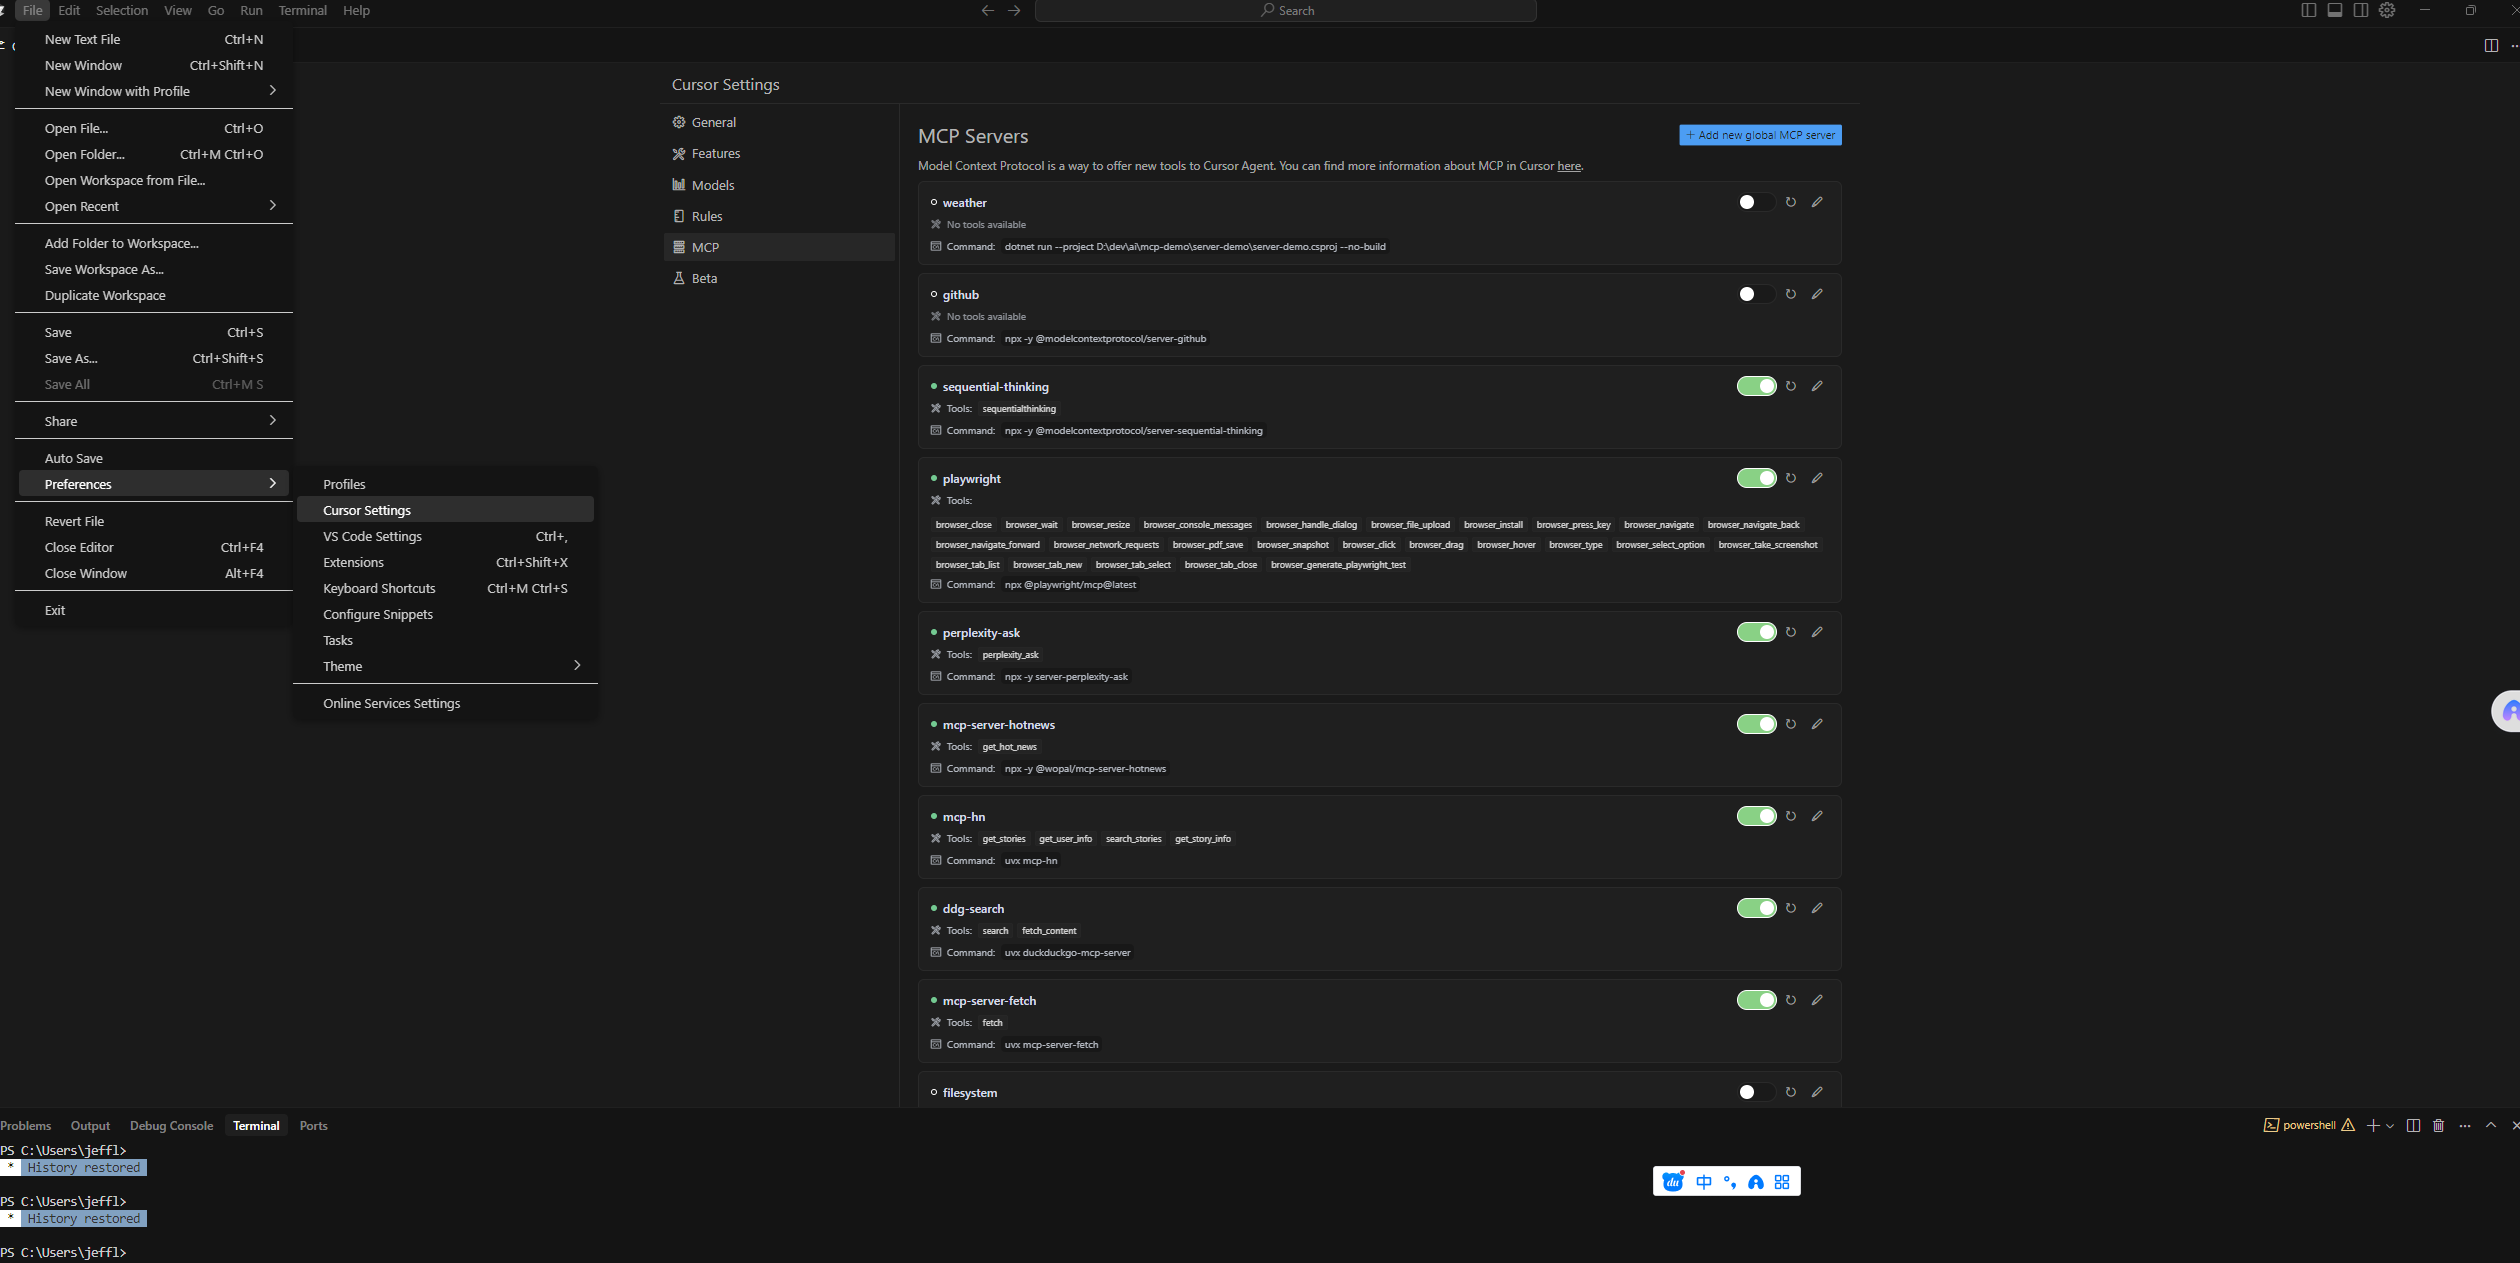 File Edit Selection View Go Run Terminal Help
Search
New Text File Ctrl+N
New Window Ctrl+Shift+N
New Window with Profile
Open File... Ctrl+O
Open Folder... Ctrl+M Ctrl+O
Open Workspace from File...
Open Recent
Add Folder to Workspace...
Save Workspace As...
Duplicate Workspace
Save Ctrl+S
Save As... Ctrl+Shift+S
Save All Ctrl+M S
Share
Auto Save
Preferences
Revert File
Close Editor Ctrl+F4
Close Window Alt+F4
Exit
Profiles
Cursor Settings
VS Code Settings Ctrl+,
Extensions Ctrl+Shift+X
Keyboard Shortcuts Ctrl+M Ctrl+S
Configure Snippets
Tasks
Theme
Online Services Settings
Cursor Settings
General
Features
Models
Rules
MCP
Beta
MCP Servers
+ Add new global MCP server
Model Context Protocol is a way to offer new tools to Cursor Agent. You can find more information about MCP in Cursor here.
weather
No tools available
Command: dotnet run --project D:\dev\ai\mcp-demo\server-demo\server-demo.csproj --no-build
github
No tools available
Command: npx -y @modelcontextprotocol/server-github
sequential-thinking
Tools: sequentialthinking
Command: npx -y @modelcontextprotocol/server-sequential-thinking
playwright
Tools:
browser_close browser_wait browser_resize browser_console_messages browser_handle_dialog browser_file_upload browser_install browser_press_key browser_navigate browser_navigate_back
browser_navigate_forward browser_network_requests browser_pdf_save browser_snapshot browser_click browser_drag browser_hover browser_type browser_select_option browser_take_screenshot
browser_tab_list browser_tab_new browser_tab_select browser_tab_close browser_generate_playwright_test
Command: npx @playwright/mcp@latest
perplexity-ask
Tools: perplexity_ask
Command: npx -y server-perplexity-ask
mcp-server-hotnews
Tools: get_hot_news
Command: npx -y @wopal/mcp-server-hotnews
mcp-hn
Tools: get_stories get_user_info search_stories get_story_info
Command: uvx mcp-hn
ddg-search
Tools: search fetch_content
Command: uvx duckduckgo-mcp-server
mcp-server-fetch
Tools: fetch
Command: uvx mcp-server-fetch
filesystem
Problems Output Debug Console Terminal Ports
powershell
PS C:\Users\jeffl>
* History restored
PS C:\Users\jeffl>
* History restored
PS C:\Users\jeffl>
du 中